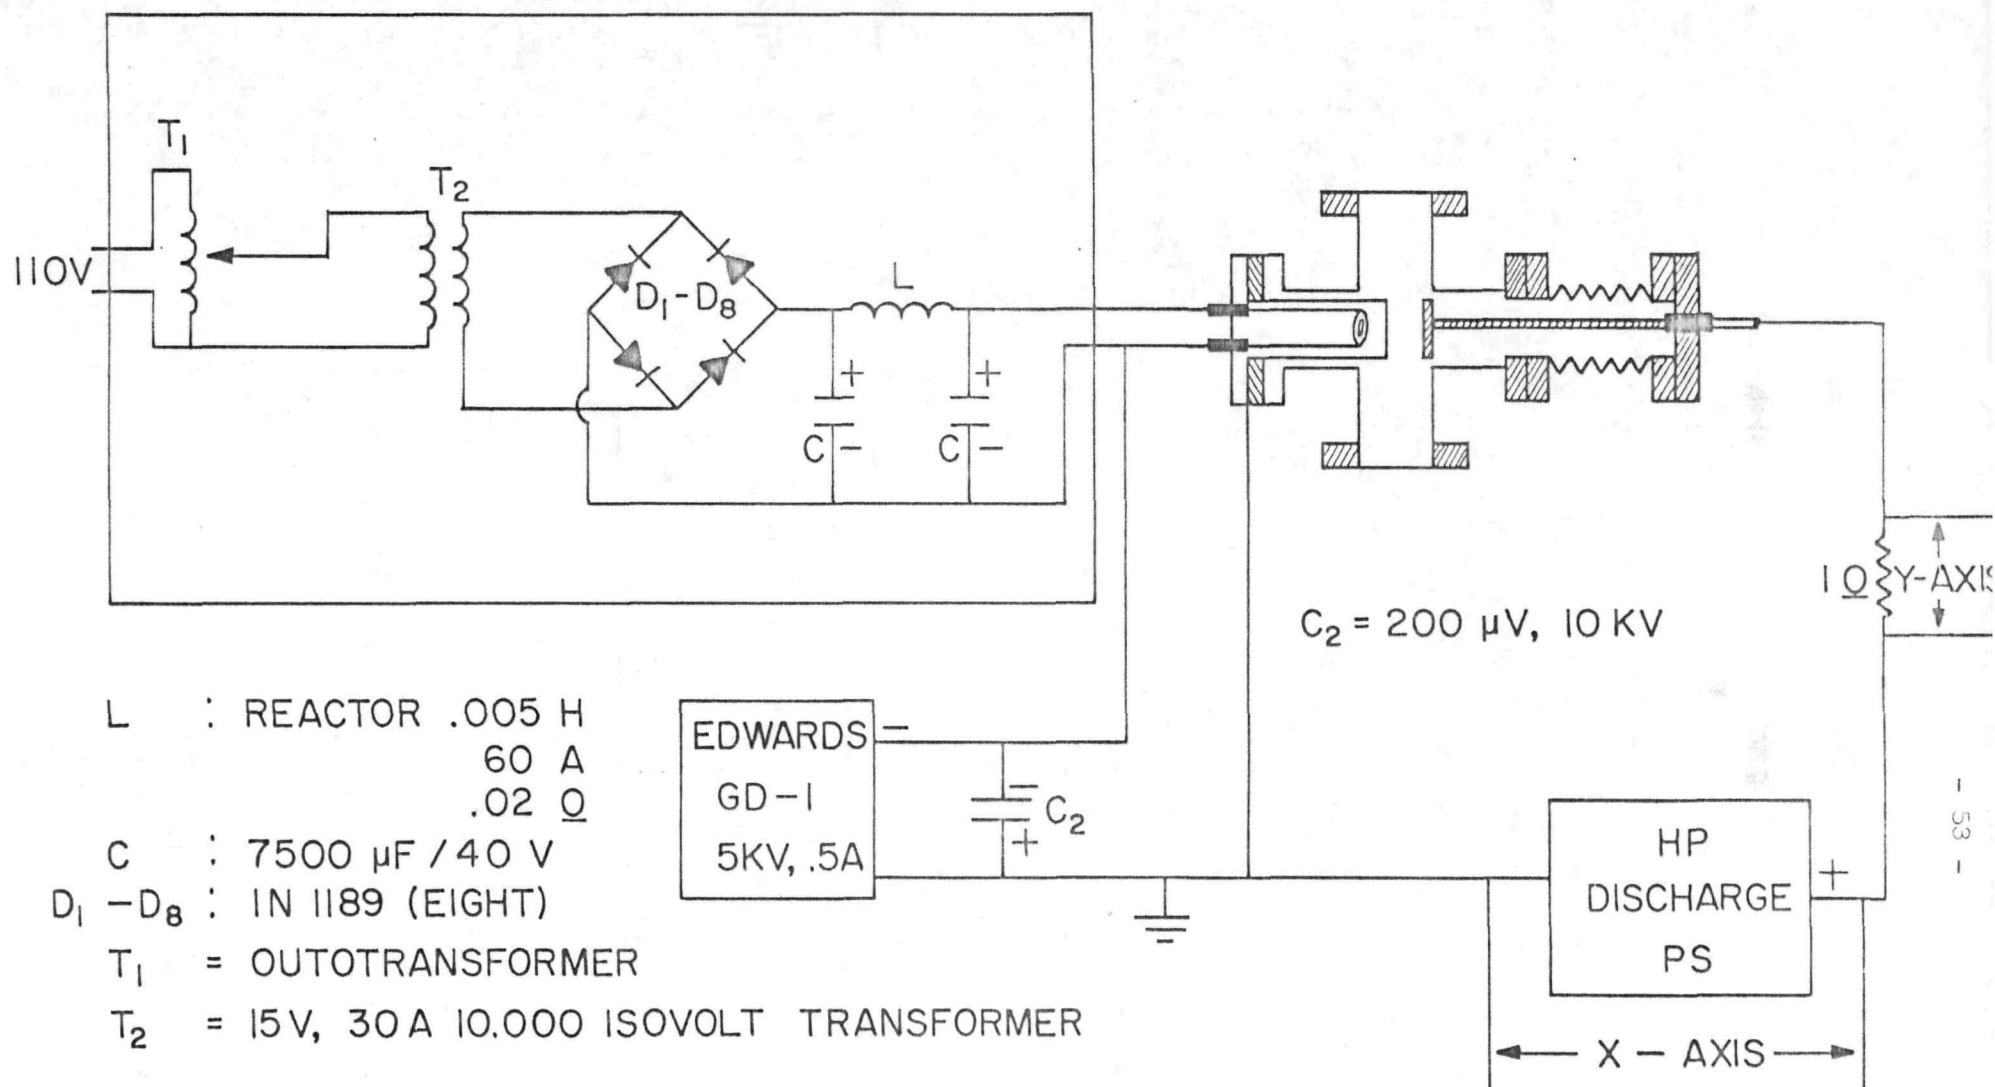 T₁
T₂
110V
D₁-D₈
L
+
+
C -
C -
1 O̲
Y-AXIS
C₂ = 200 µV, 10 KV
L : REACTOR .005 H
60 A
.02 O̲
C : 7500 µF / 40 V
D₁ - D₈ : IN 1189 (EIGHT)
T₁ = OUTOTRANSFORMER
T₂ = 15V, 30A 10.000 ISOVOLT TRANSFORMER
EDWARDS
GD-1
5KV, .5A
-
-
C₂
+
HP
DISCHARGE
PS
+
X - AXIS
- 53 -